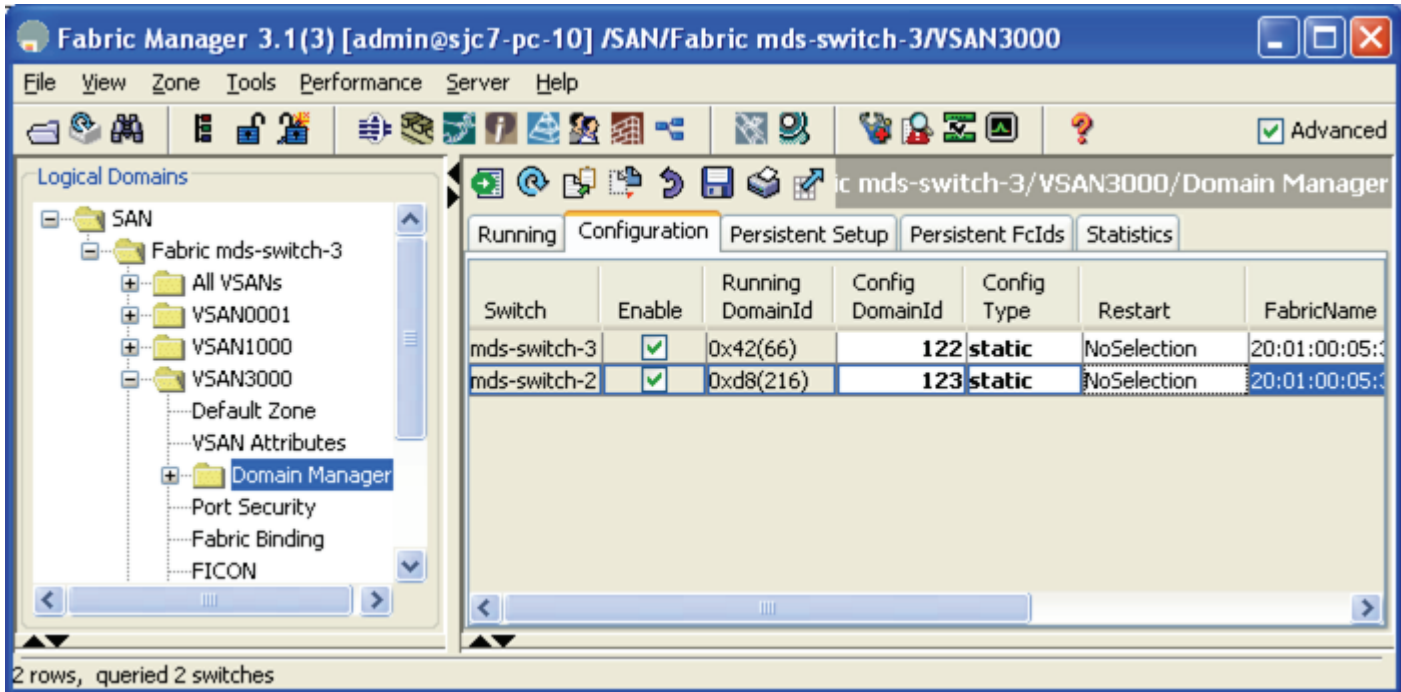 Fabric Manager 3.1(3) [admin@sjc7-pc-10] /SAN/Fabric mds-switch-3/VSAN3000
File View Zone Tools Performance Server Help
Advanced
Logical Domains
SAN
Fabric mds-switch-3
All VSANs
VSAN0001
VSAN1000
VSAN3000
Default Zone
VSAN Attributes
Domain Manager
Port Security
Fabric Binding
FICON
ic mds-switch-3/VSAN3000/Domain Manager
Running Configuration Persistent Setup Persistent FcIds Statistics
Switch Enable Running DomainId Config DomainId Config Type Restart FabricName
mds-switch-3 0x42(66) 122 static NoSelection 20:01:00:05:3
mds-switch-2 0xd8(216) 123 static NoSelection 20:01:00:05:3
2 rows, queried 2 switches